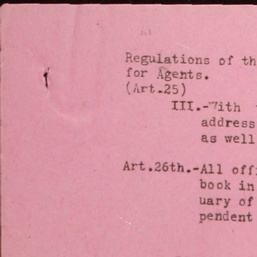 Regulations of th
for Agents.
(Art.25)
III.-With
address
as well
Art.26th.-All offi
book in
uary of
pendent